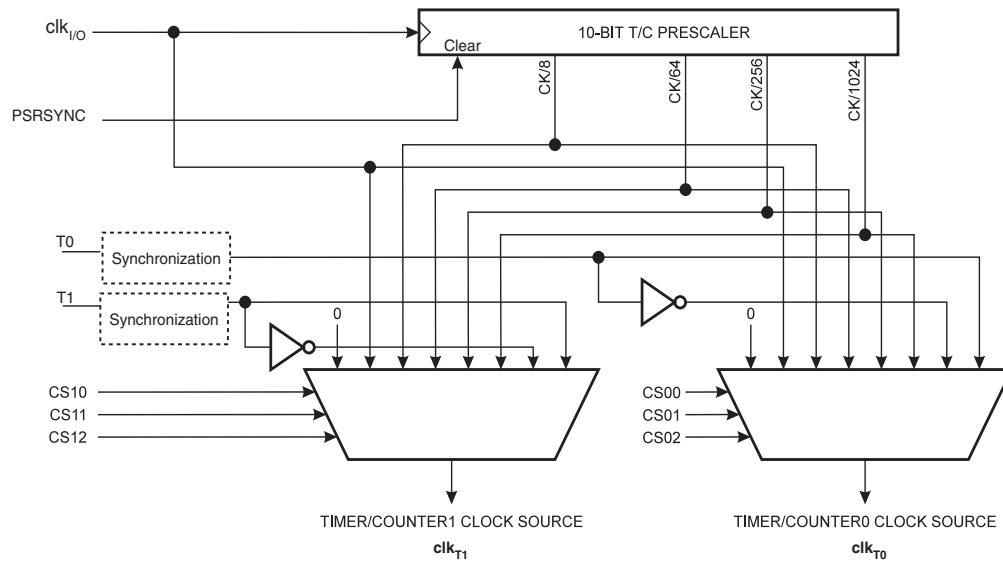 clkI/O
10-BIT T/C PRESCALER
Clear
PSRSYNC
CK/8
CK/64
CK/256
CK/1024
T0
Synchronization
T1
Synchronization
0
0
CS10
CS11
CS12
CS00
CS01
CS02
TIMER/COUNTER1 CLOCK SOURCE
clkT1
TIMER/COUNTER0 CLOCK SOURCE
clkT0